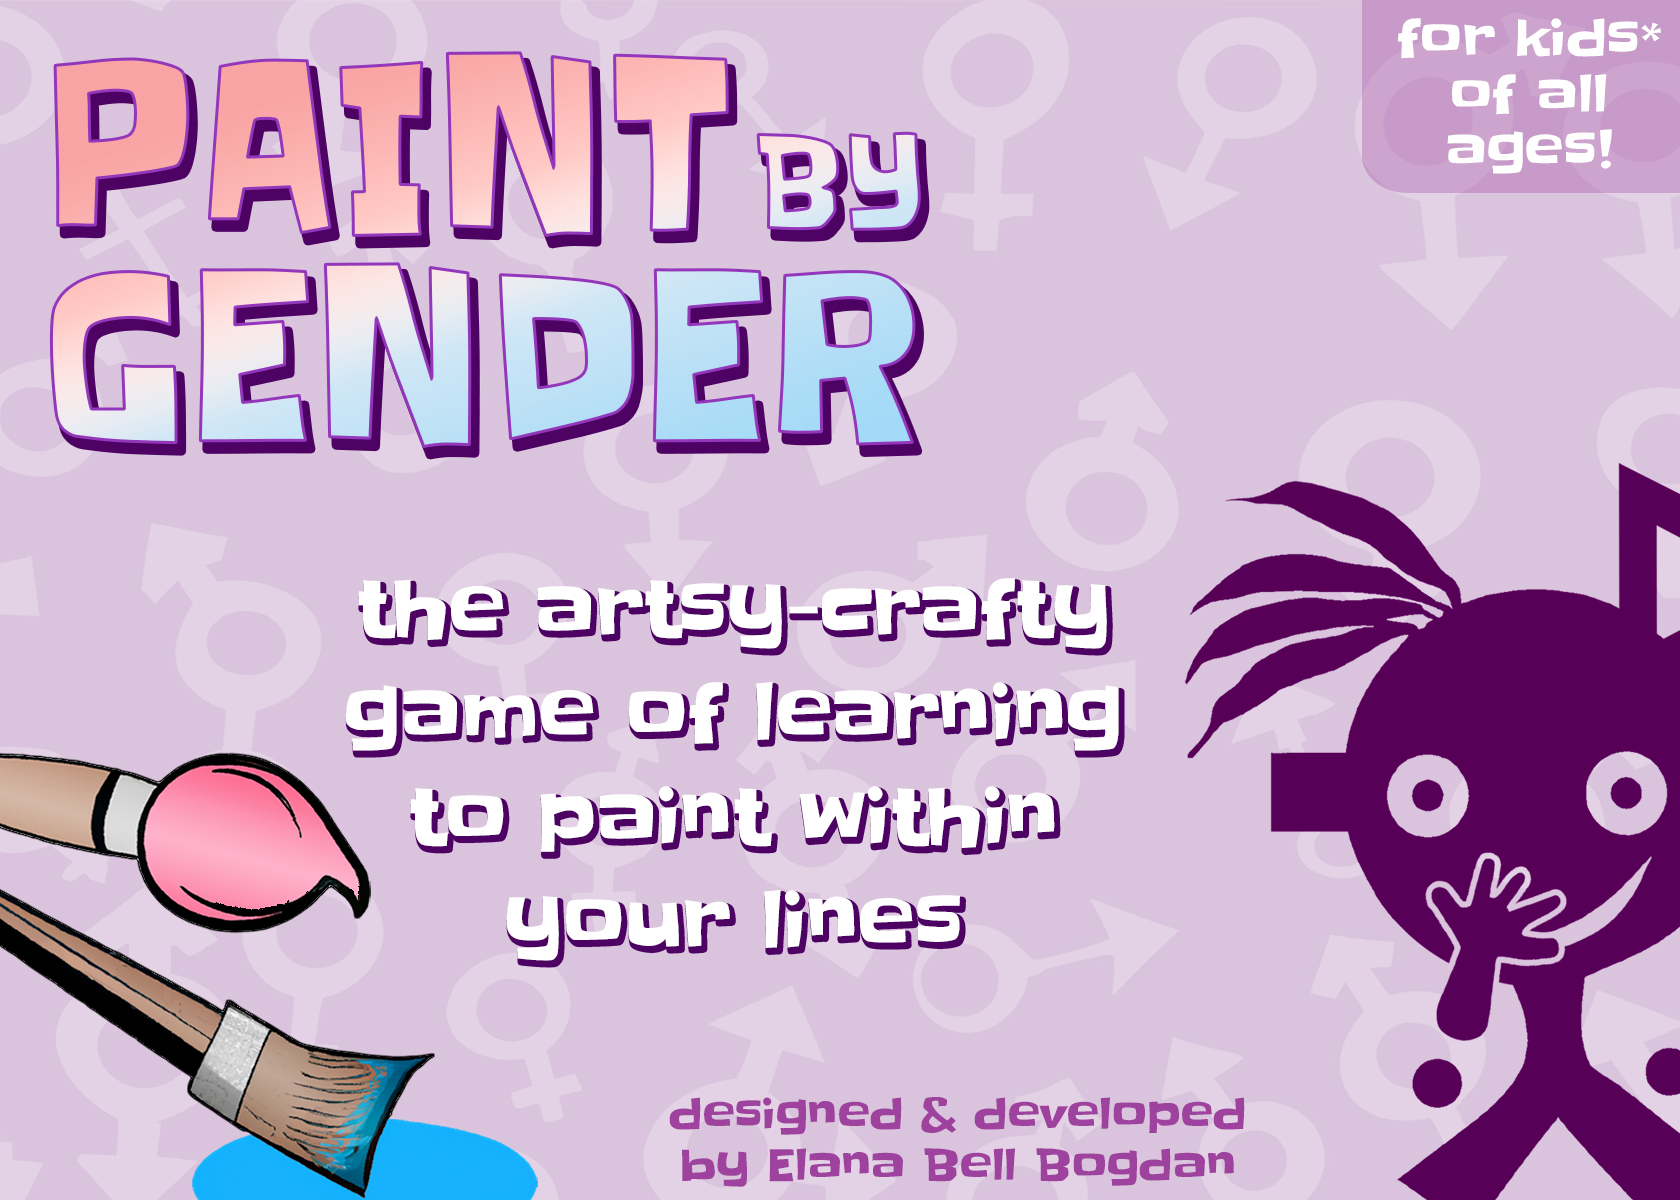 PAINT BY
GENDER
for kids*
of all
ages!
the artsy-crafty
game of learning
to paint within
your lines
designed & developed
by Elana Bell Bogdan